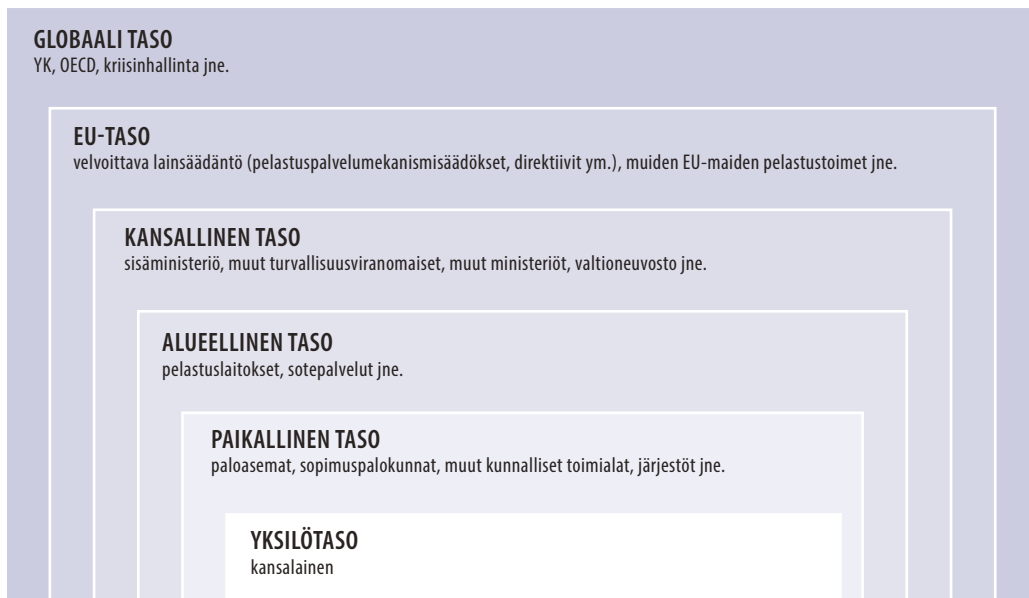 GLOBAALI TASO
YK, OECD, kriisinhallinta jne.
EU-TASO
velvoittava lainsäädäntö (pelastuspalvelumekanismisäädökset, direktiivit ym.), muiden EU-maiden pelastustoimet jne.
KANSALLINEN TASO
sisäministeriö, muut turvallisuusviranomaiset, muut ministeriöt, valtioneuvosto jne.
ALUEELLINEN TASO
pelastuslaitokset, sotepalvelut jne.
PAIKALLINEN TASO
paloasemat, sopimuspalokunnat, muut kunnalliset toimialat, järjestöt jne.
YKSILÖTASO
kansalainen